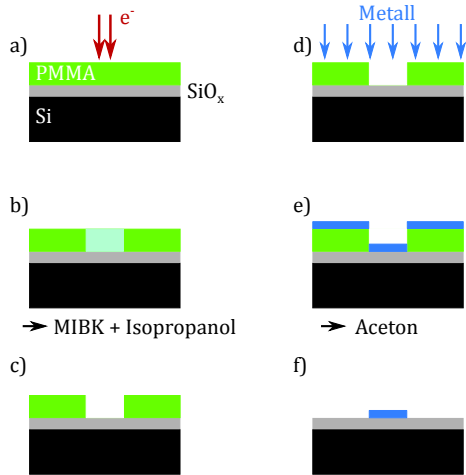 a)
e-
PMMA
SiOx
Si
b)
→ MIBK + Isopropanol
c)
d)
Metall
e)
→ Aceton
f)